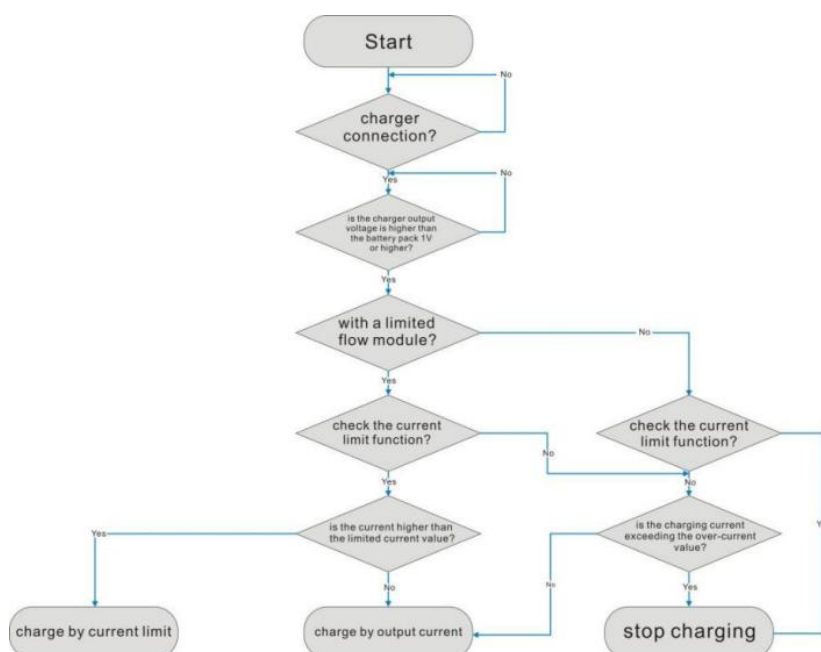 Start
No
charger
connection?
No
Yes
is the charger output
voltage is higher than
the battery pack 1V
or higher?
Yes
with a limited
flow module?
No
Yes
check the current
limit function?
check the current
limit function?
No
Yes
No
is the current higher than
the limited current value?
Yes
is the charging current
exceeding the over-current
value?
Y
No
No
Yes
charge by current limit
charge by output current
stop charging